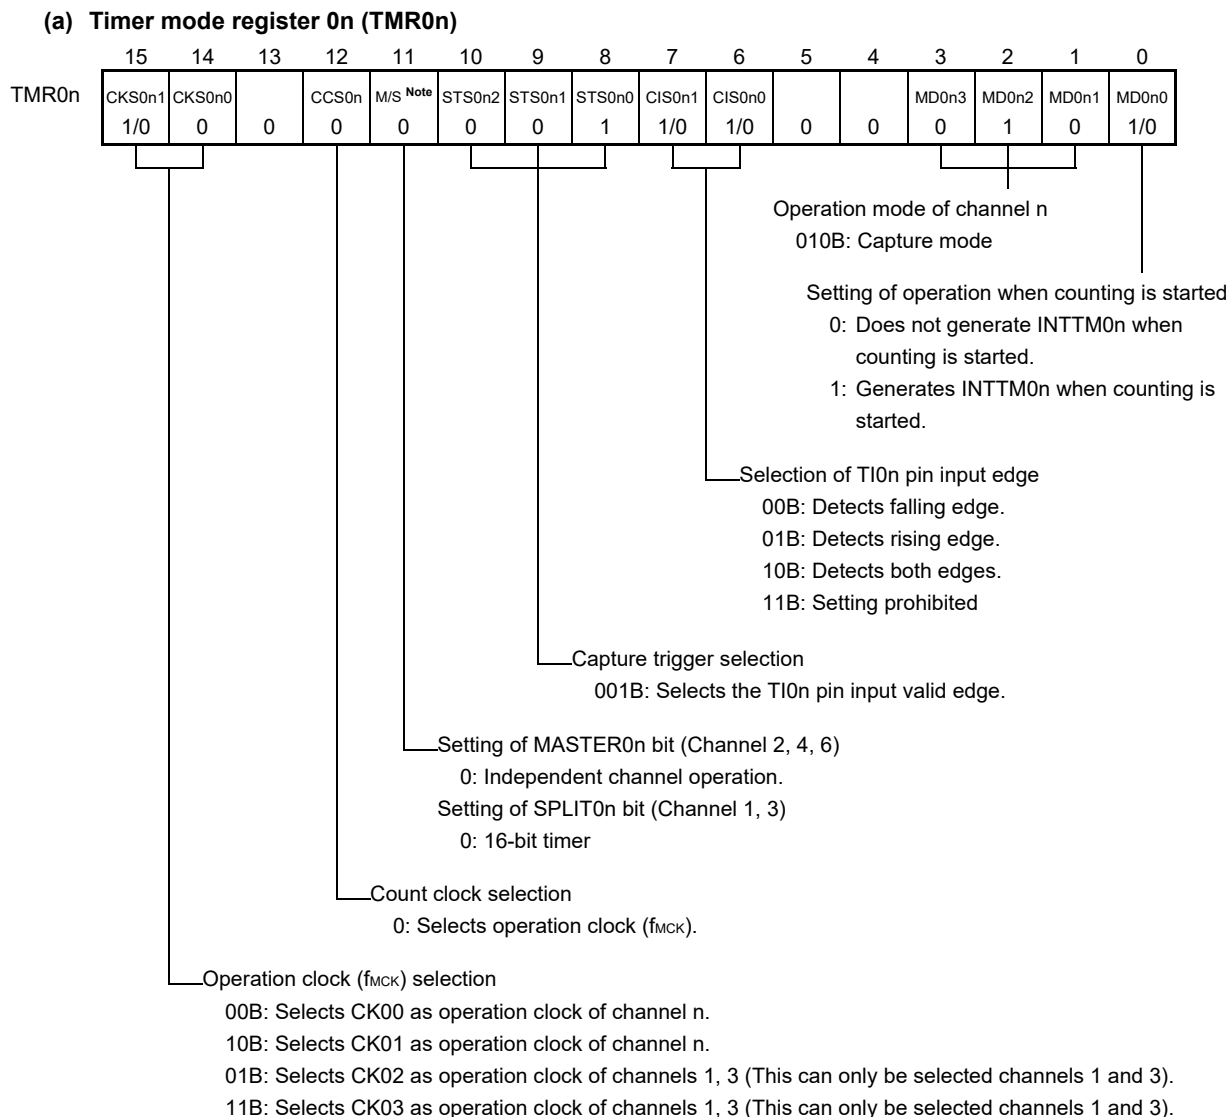 (a) Timer mode register 0n (TMR0n)
15 14 13 12 11 10 9 8 7 6 5 4 3 2 1 0
TMR0n CKS0n1 CKS0n0 CCS0n M/S Note STS0n2 STS0n1 STS0n0 CIS0n1 CIS0n0 MD0n3 MD0n2 MD0n1 MD0n0
1/0 0 0 0 0 0 0 1 1/0 1/0 0 0 0 1 0 1/0
Operation mode of channel n
010B: Capture mode
Setting of operation when counting is started
0: Does not generate INTTM0n when
counting is started.
1: Generates INTTM0n when counting is
started.
Selection of TI0n pin input edge
00B: Detects falling edge.
01B: Detects rising edge.
10B: Detects both edges.
11B: Setting prohibited
Capture trigger selection
001B: Selects the TI0n pin input valid edge.
Setting of MASTER0n bit (Channel 2, 4, 6)
0: Independent channel operation.
Setting of SPLIT0n bit (Channel 1, 3)
0: 16-bit timer
Count clock selection
0: Selects operation clock (fMCK).
Operation clock (fMCK) selection
00B: Selects CK00 as operation clock of channel n.
10B: Selects CK01 as operation clock of channel n.
01B: Selects CK02 as operation clock of channels 1, 3 (This can only be selected channels 1 and 3).
11B: Selects CK03 as operation clock of channels 1, 3 (This can only be selected channels 1 and 3).